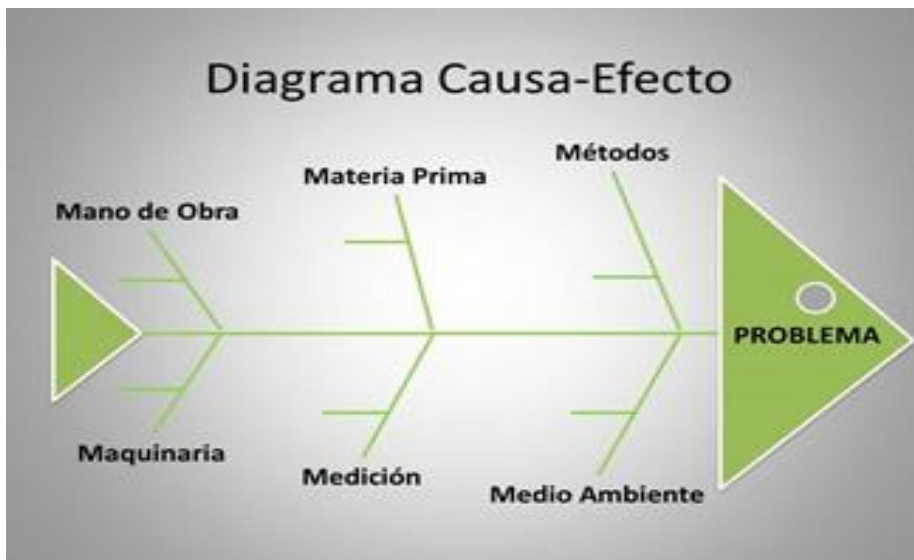 Diagrama Causa-Efecto
Mano de Obra
Materia Prima
Métodos
PROBLEMA
Maquinaria
Medición
Medio Ambiente